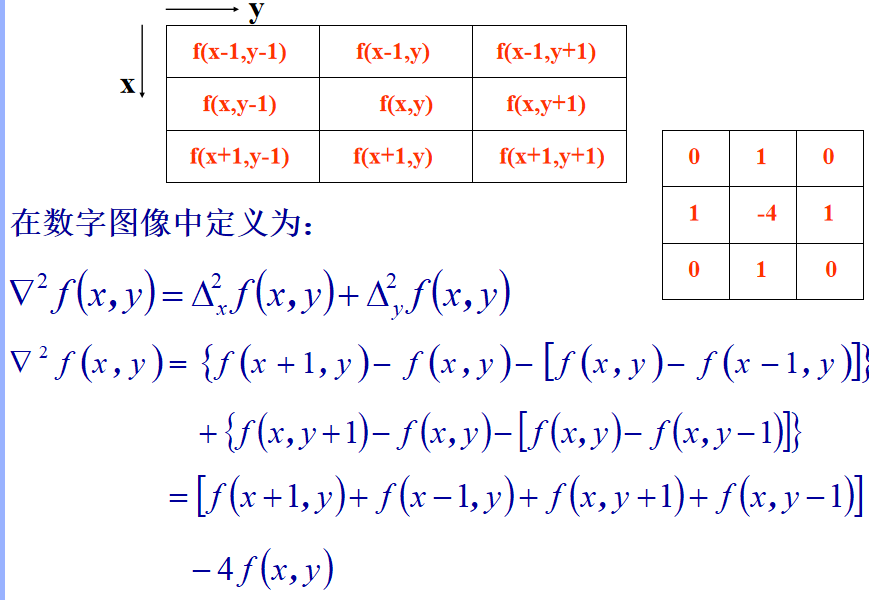 y
x
f(x-1,y-1) f(x-1,y) f(x-1,y+1)
f(x,y-1) f(x,y) f(x,y+1)
f(x+1,y-1) f(x+1,y) f(x+1,y+1)
0 1 0
1 -4 1
0 1 0
在数字图像中定义为：
∇²f(x,y)=Δ²ₓf(x,y)+Δ²ᵧf(x,y)
∇²f(x,y)={f(x+1,y)−f(x,y)−[f(x,y)−f(x−1,y)]}
+{f(x,y+1)−f(x,y)−[f(x,y)−f(x,y−1)]}
=[f(x+1,y)+f(x−1,y)+f(x,y+1)+f(x,y−1)]
−4f(x,y)